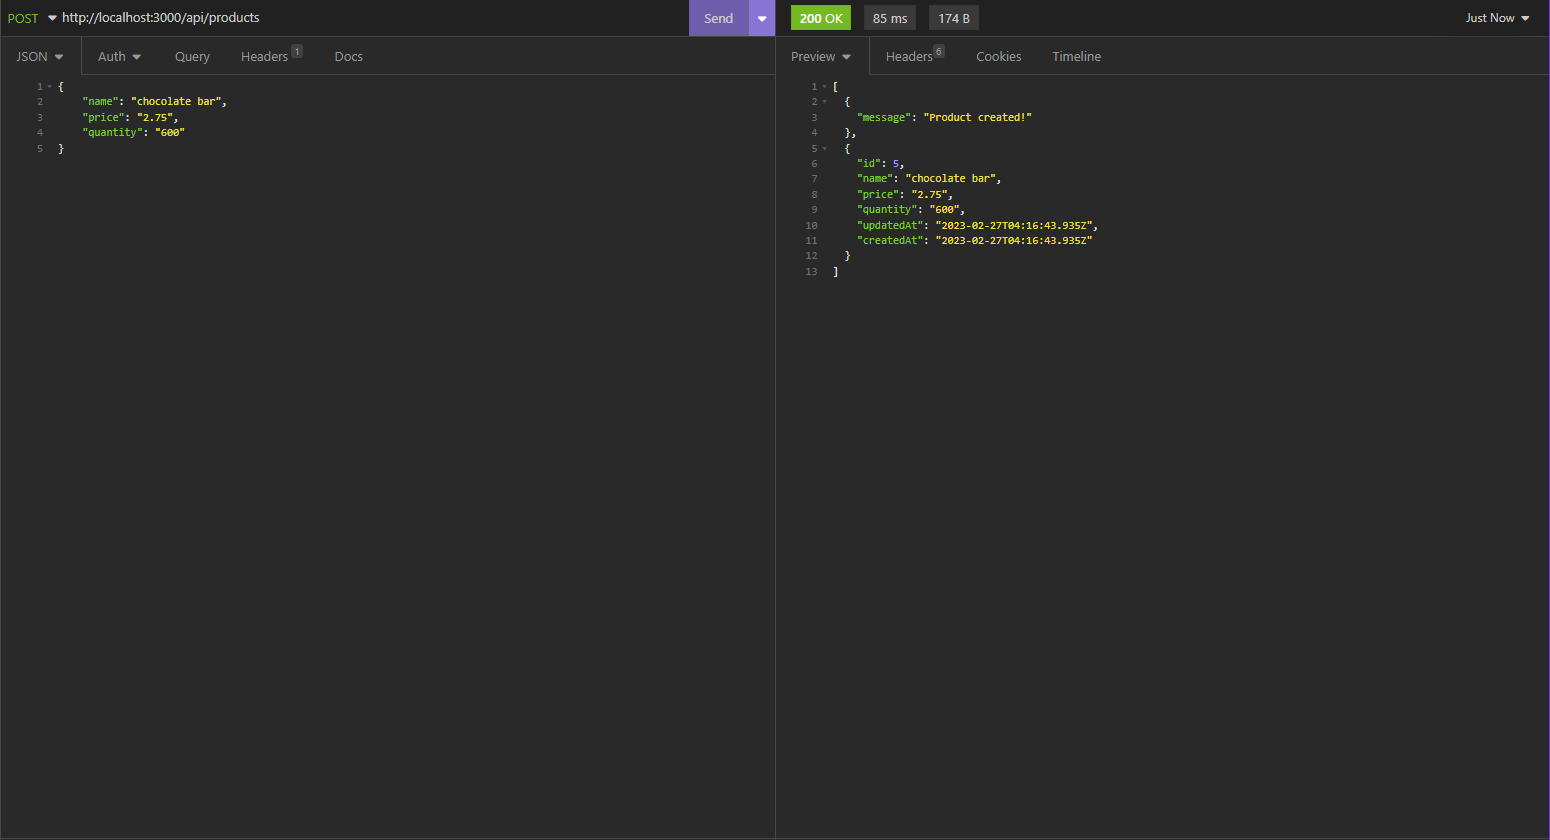 POST http://localhost:3000/api/products Send
JSON Auth Query Headers 1 Docs
1 {
2 "name": "chocolate bar",
3 "price": "2.75",
4 "quantity": "600"
5 }
200 OK 85 ms 174 B Just Now
Preview Headers 6 Cookies Timeline
1 [
2 {
3 "message": "Product created!"
4 },
5 {
6 "id": 5,
7 "name": "chocolate bar",
8 "price": "2.75",
9 "quantity": "600",
10 "updatedAt": "2023-02-27T04:16:43.935Z",
11 "createdAt": "2023-02-27T04:16:43.935Z"
12 }
13 ]